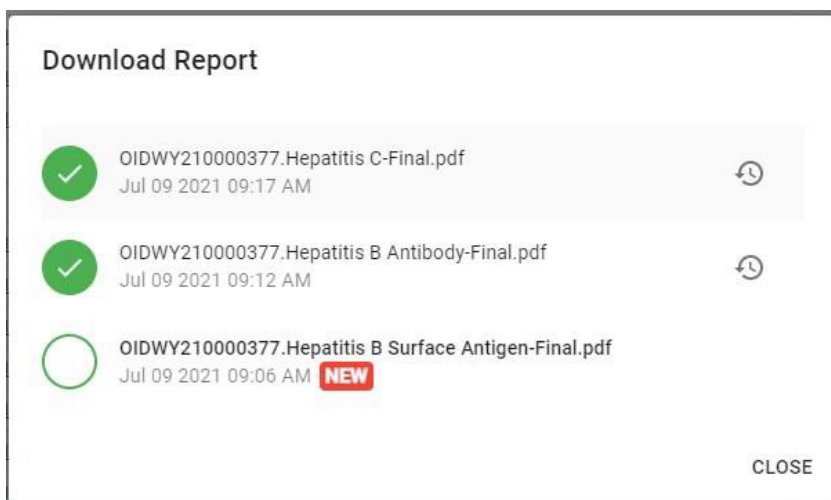 Download Report
OIDWY210000377.Hepatitis C-Final.pdf
Jul 09 2021 09:17 AM
OIDWY210000377.Hepatitis B Antibody-Final.pdf
Jul 09 2021 09:12 AM
OIDWY210000377.Hepatitis B Surface Antigen-Final.pdf
Jul 09 2021 09:06 AM NEW
CLOSE